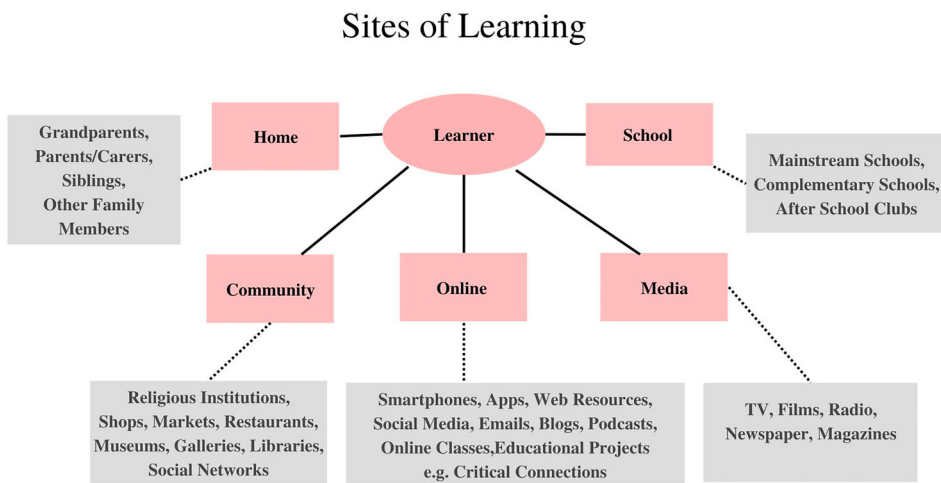 Sites of Learning
Home
Learner
School
Grandparents,
Parents/Carers,
Siblings,
Other Family
Members
Mainstream Schools,
Complementary Schools,
After School Clubs
Community
Online
Media
Religious Institutions,
Shops, Markets, Restaurants,
Museums, Galleries, Libraries,
Social Networks
Smartphones, Apps, Web Resources,
Social Media, Emails, Blogs, Podcasts,
Online Classes,Educational Projects
e.g. Critical Connections
TV, Films, Radio,
Newspaper, Magazines